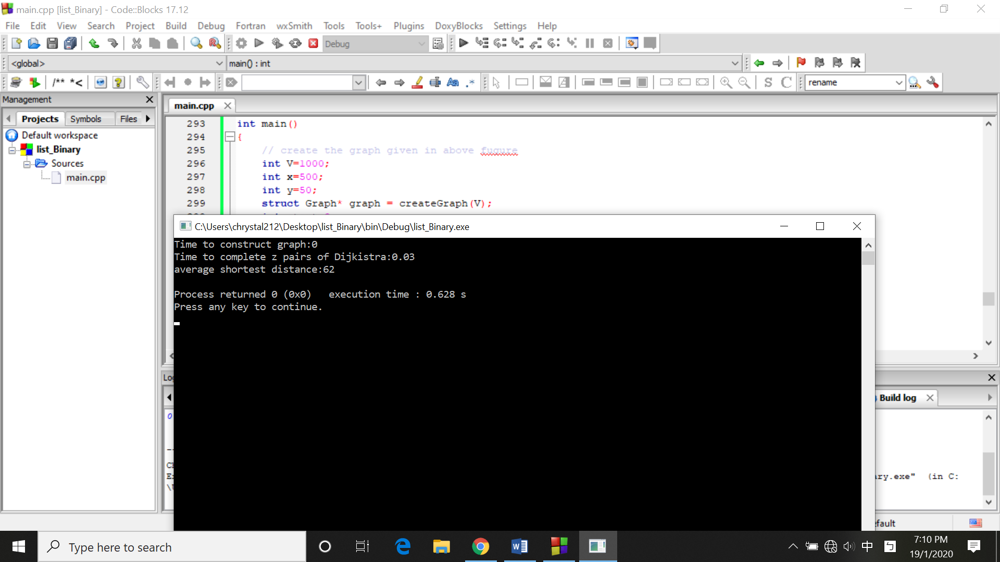 main.cpp [list_Binary] - Code::Blocks 17.12
File Edit View Search Project Build Debug Fortran wxSmith Tools Tools+ Plugins DoxyBlocks Settings Help
Debug
<global> main() : int
/** *< Aa .* S C rename
Management
Projects Symbols Files
Default workspace
list_Binary
Sources
main.cpp
main.cpp
293 int main()
294 {
295 // create the graph given in above fugure
296 int V=1000;
297 int x=500;
298 int y=50;
299 struct Graph* graph = createGraph(V);
C:\Users\chrystal212\Desktop\list_Binary\bin\Debug\list_Binary.exe
Time to construct graph:0
Time to complete z pairs of Dijkistra:0.03
average shortest distance:62
Process returned 0 (0x0) execution time : 0.628 s
Press any key to continue.
Build log
ary.exe" (in C:
efault
Type here to search
中 ㄅ
7:10 PM
19/1/2020